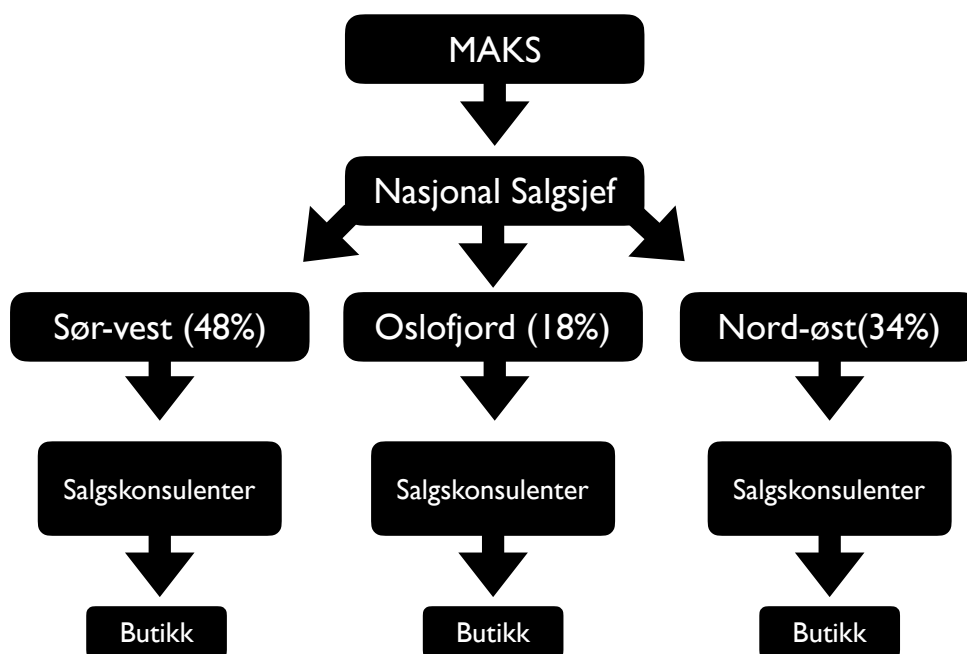 MAKS
Nasjonal Salgsjef
Sør-vest (48%)
Oslofjord (18%)
Nord-øst(34%)
Salgskonsulenter
Salgskonsulenter
Salgskonsulenter
Butikk
Butikk
Butikk